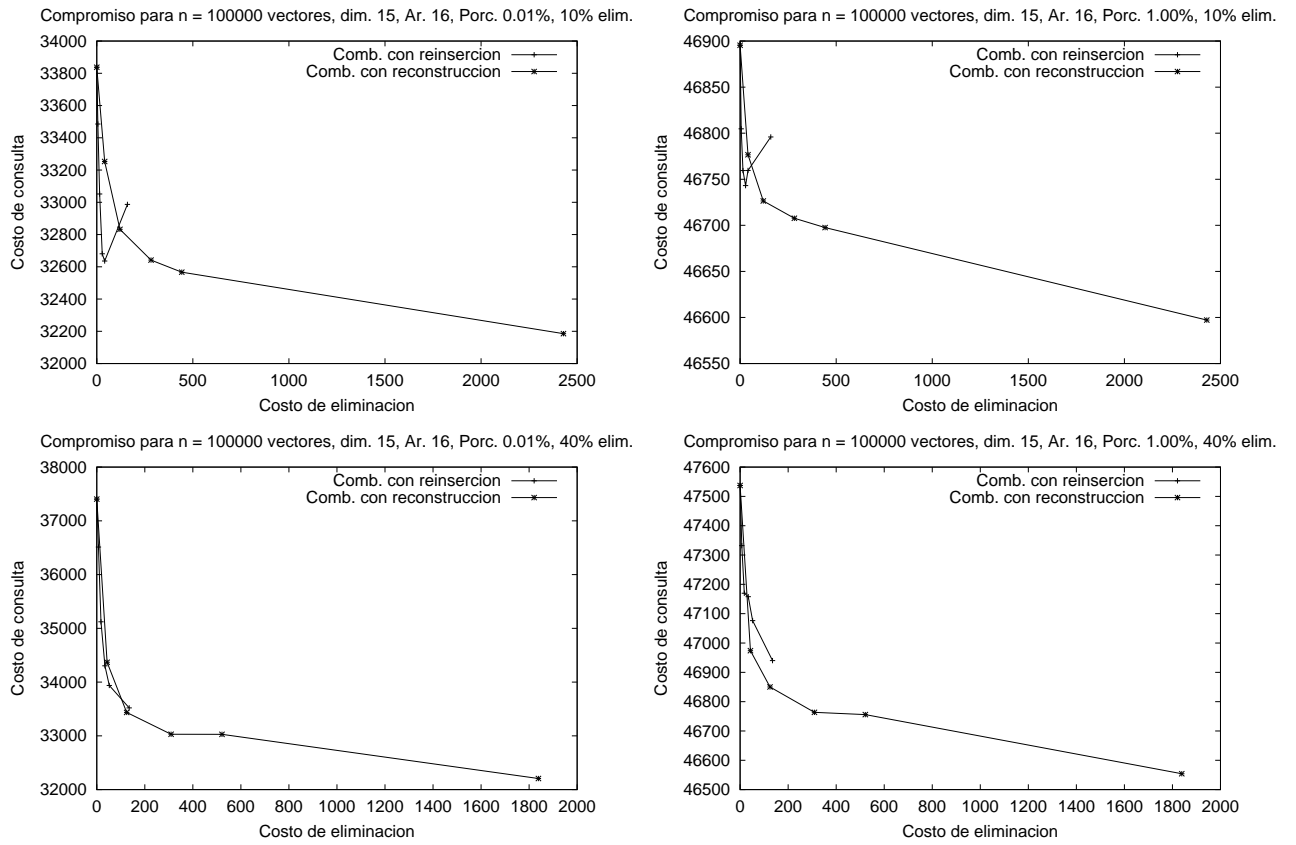 Compromiso para n = 100000 vectores, dim. 15, Ar. 16, Porc. 0.01%, 10% elim.
34000
33800
33600
33400
33200
33000
32800
32600
32400
32200
32000
Costo de consulta
Comb. con reinsercion
Comb. con reconstruccion
0 500 1000 1500 2000 2500
Costo de eliminacion
Compromiso para n = 100000 vectores, dim. 15, Ar. 16, Porc. 1.00%, 10% elim.
46900
46850
46800
46750
46700
46650
46600
46550
Costo de consulta
Comb. con reinsercion
Comb. con reconstruccion
0 500 1000 1500 2000 2500
Costo de eliminacion
Compromiso para n = 100000 vectores, dim. 15, Ar. 16, Porc. 0.01%, 40% elim.
38000
37000
36000
35000
34000
33000
32000
Costo de consulta
Comb. con reinsercion
Comb. con reconstruccion
0 200 400 600 800 1000 1200 1400 1600 1800 2000
Costo de eliminacion
Compromiso para n = 100000 vectores, dim. 15, Ar. 16, Porc. 1.00%, 40% elim.
47600
47500
47400
47300
47200
47100
47000
46900
46800
46700
46600
46500
Costo de consulta
Comb. con reinsercion
Comb. con reconstruccion
0 200 400 600 800 1000 1200 1400 1600 1800 2000
Costo de eliminacion